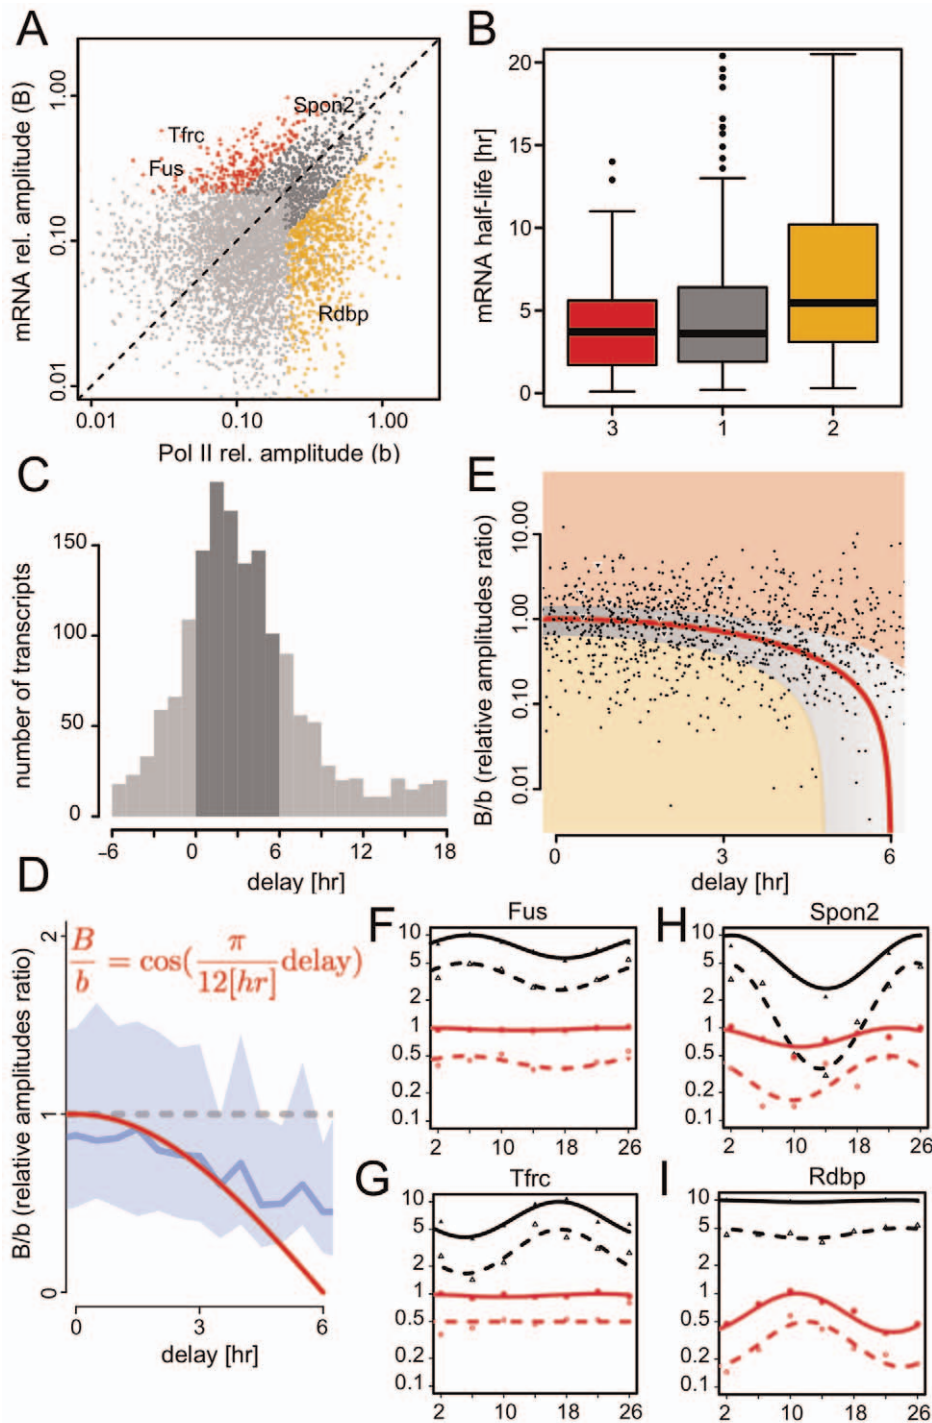 A
mRNA rel. amplitude (B)
1.00
0.10
0.01
Spon2
Tfrc
Fus
Rdbp
0.01 0.10 1.00
Pol II rel. amplitude (b)
B
mRNA half-life [hr]
20
15
10
5
0
3 1 2
C
number of transcripts
150
100
50
0
−6 0 6 12 18
delay [hr]
E
B/b (relative amplitudes ratio)
10.00
1.00
0.10
0.01
0 3 6
delay [hr]
D
B/b (relative amplitudes ratio)
2
1
0
B/b = cos(π/12[hr] delay)
0 3 6
delay [hr]
F
Fus
10
5
2
1
0.5
0.2
0.1
2 10 18 26
H
Spon2
10
5
2
1
0.5
0.2
0.1
2 10 18 26
G
Tfrc
10
5
2
1
0.5
0.2
0.1
2 10 18 26
I
Rdbp
10
5
2
1
0.5
0.2
0.1
2 10 18 26